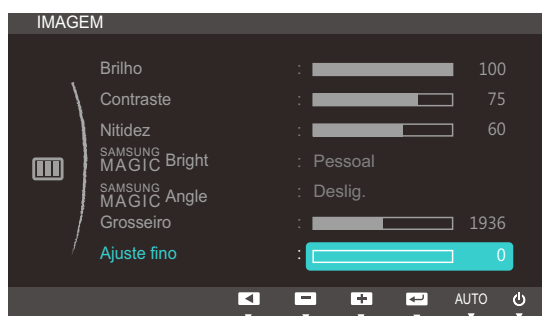 IMAGEM
Brilho : 100
Contraste : 75
Nitidez : 60
SAMSUNG MAGIC Bright : Pessoal
SAMSUNG MAGIC Angle : Deslig.
Grosseiro 1936
Ajuste fino : 0
AUTO